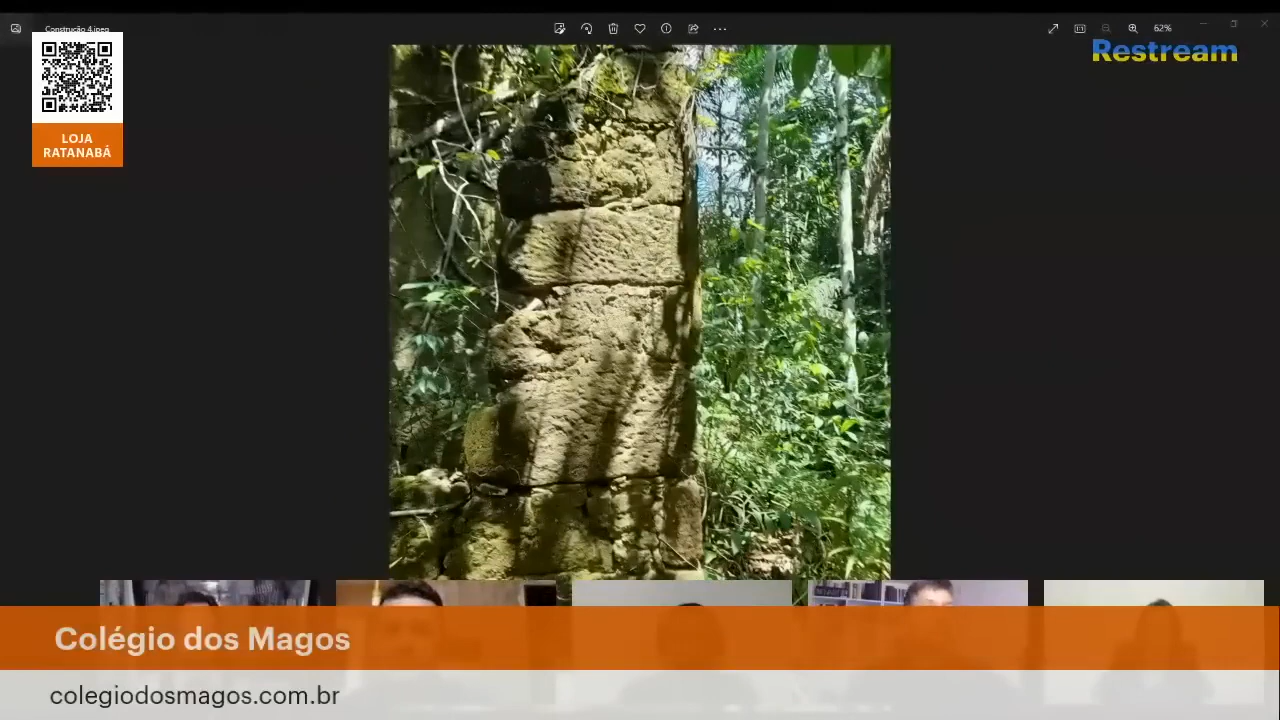 Construção 4.jpeg
62%
Restream
LOJA
RATANABÁ
Colégio dos Magos
colegiodosmagos.com.br